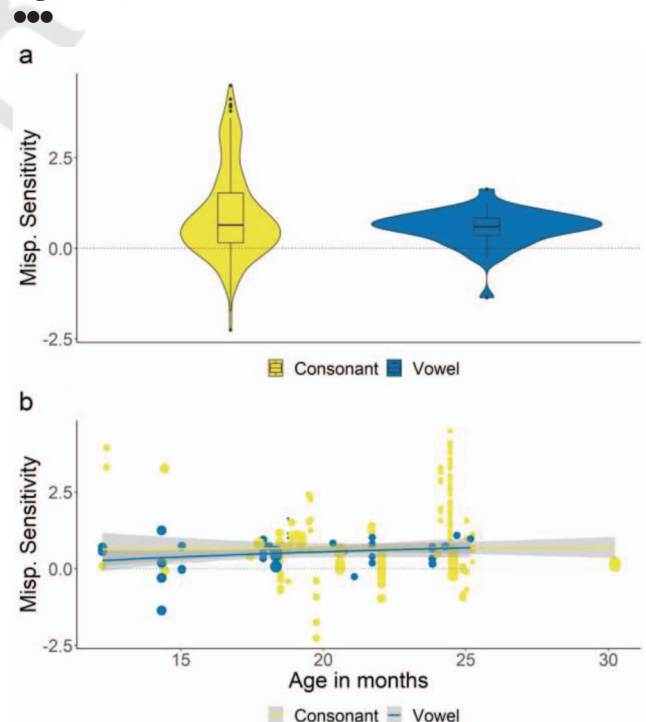 a
Misp. Sensitivity
2.5
0.0
-2.5
Consonant Vowel
b
Misp. Sensitivity
2.5
0.0
-2.5
15 20 25 30
Age in months
Consonant Vowel